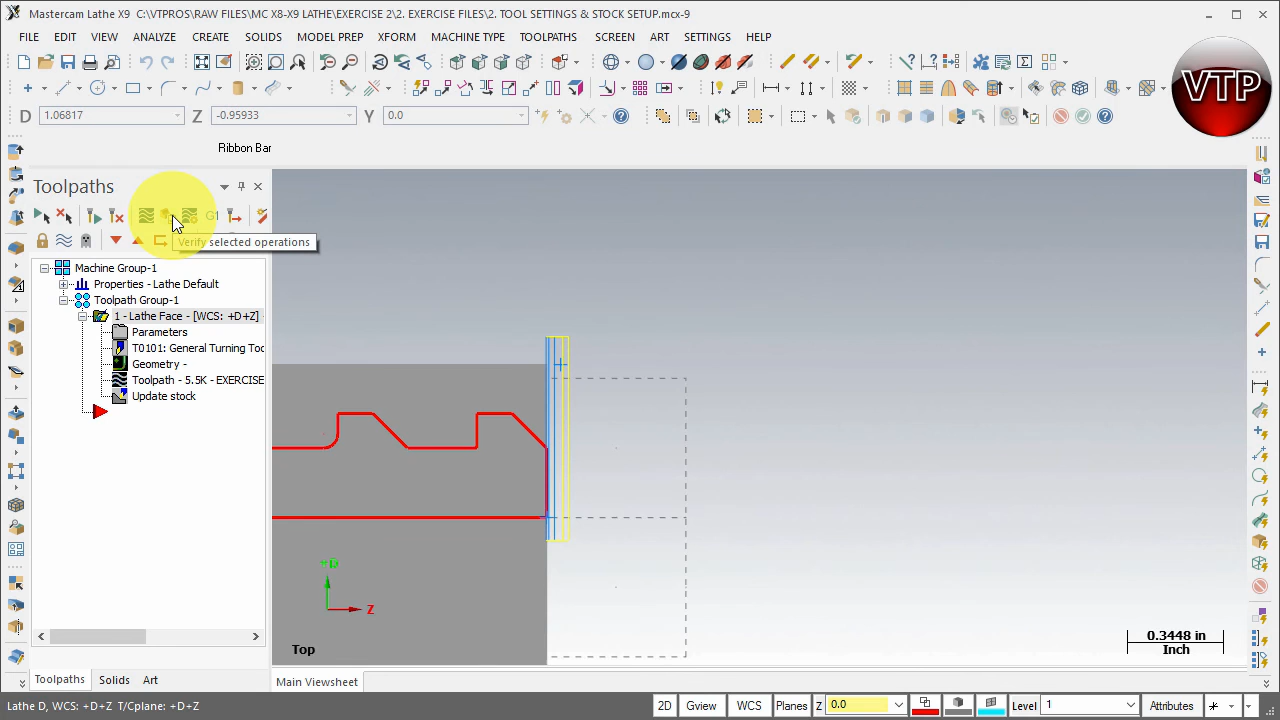 Mastercam Lathe X9 C:\VTPROS\RAW FILES\MC X8-X9 LATHE\EXERCISE 2\2. EXERCISE FILES\2. TOOL SETTINGS & STOCK SETUP.mcx-9
FILE EDIT VIEW ANALYZE CREATE SOLIDS MODEL PREP XFORM MACHINE TYPE TOOLPATHS SCREEN ART SETTINGS HELP
VTP
D 1.06817 Z -0.95933 Y 0.0
Ribbon Bar
Toolpaths
G1
Verify selected operations
Machine Group-1
Properties - Lathe Default
Toolpath Group-1
1 - Lathe Face - [WCS: +D+Z]
Parameters
T0101: General Turning Too
Geometry -
Toolpath - 5.5K - EXERCISE
Update stock
+R
Z
Top
0.3448 in
Inch
Toolpaths Solids Art
Main Viewsheet
Lathe D, WCS: +D+Z T/Cplane: +D+Z
2D Gview WCS Planes Z 0.0 Level 1 Attributes